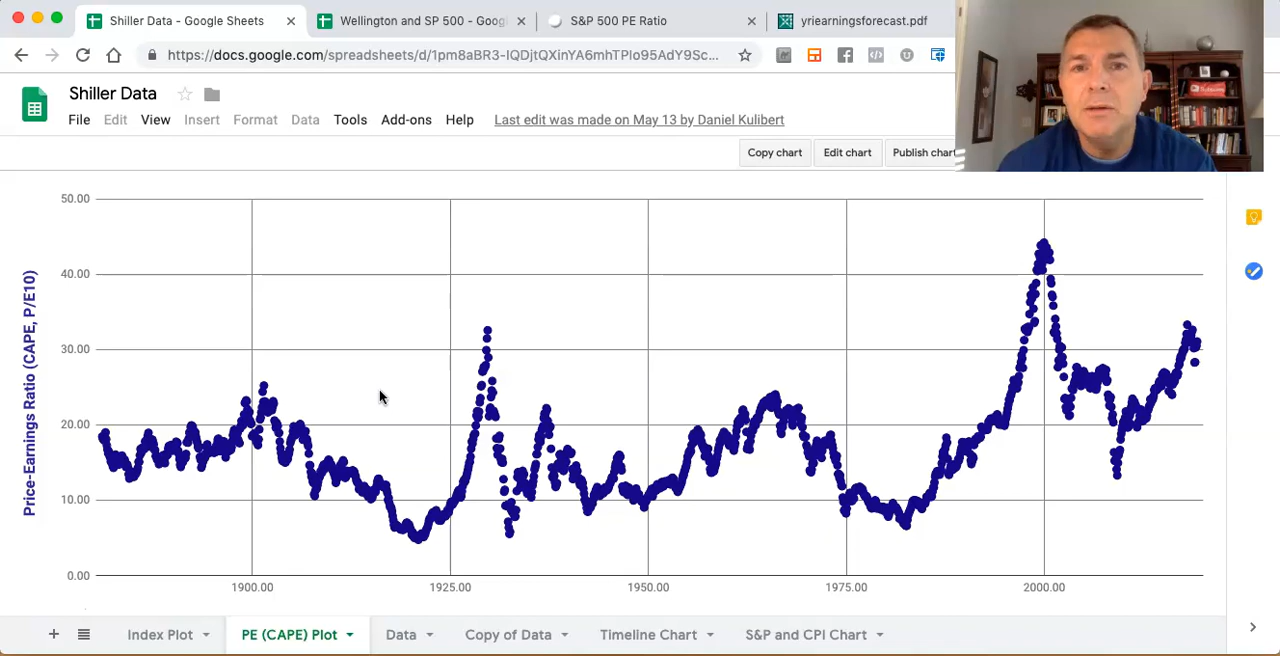 Shiller Data - Google Sheets
Wellington and SP 500 - Goog
S&P 500 PE Ratio
yriearningsforecast.pdf
https://docs.google.com/spreadsheets/d/1pm8aBR3-IQDjtQXinYA6mhTPlo95AdY9Sc...
Shiller Data
File Edit View Insert Format Data Tools Add-ons Help Last edit was made on May 13 by Daniel Kulibert
Copy chart Edit chart Publish chart
50.00
40.00
30.00
20.00
10.00
0.00
Price-Earnings Ratio (CAPE, P/E10)
1900.00 1925.00 1950.00 1975.00 2000.00
Index Plot PE (CAPE) Plot Data Copy of Data Timeline Chart S&P and CPI Chart